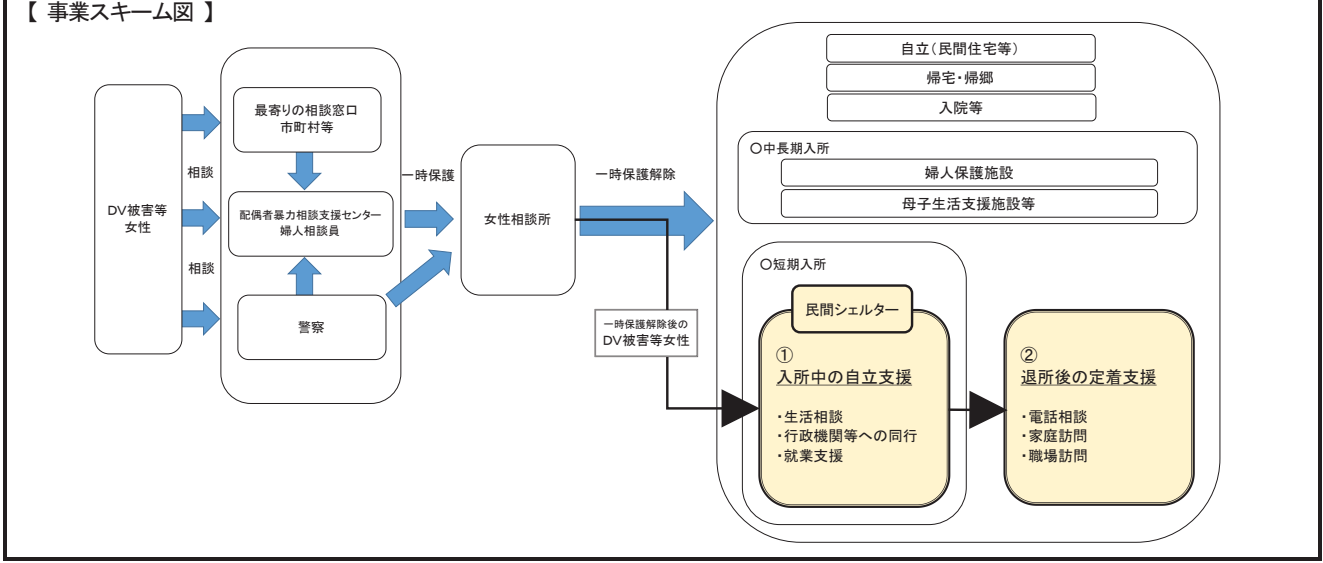 【 事業スキーム図 】
DV被害等
女性
相談
相談
最寄りの相談窓口
市町村等
配偶者暴力相談支援センター
婦人相談員
警察
一時保護
女性相談所
一時保護解除
一時保護解除後の
DV被害等女性
自立(民間住宅等)
帰宅・帰郷
入院等
○中長期入所
婦人保護施設
母子生活支援施設等
○短期入所
民間シェルター
①
入所中の自立支援
・生活相談
・行政機関等への同行
・就業支援
②
退所後の定着支援
・電話相談
・家庭訪問
・職場訪問